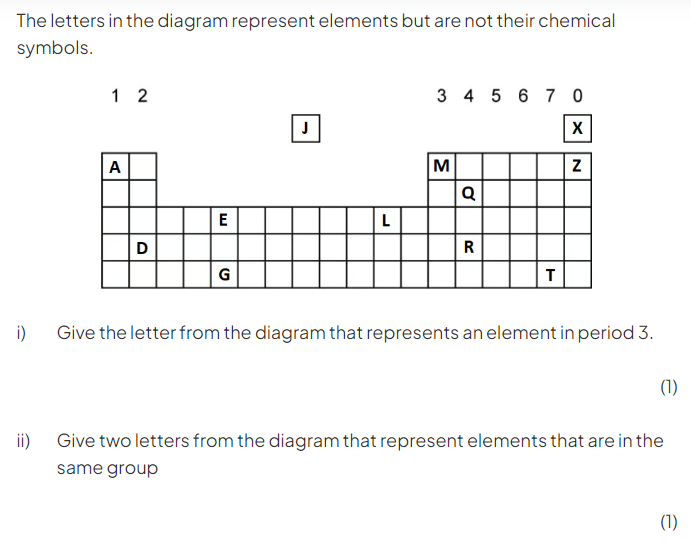 The letters in the diagram represent elements but are not their chemical
symbols.
1 2 3 4 5 6 7 0
J X
A M Z
Q
E L
D R
G T
i) Give the letter from the diagram that represents an element in period 3.
(1)
ii) Give two letters from the diagram that represent elements that are in the
same group
(1)